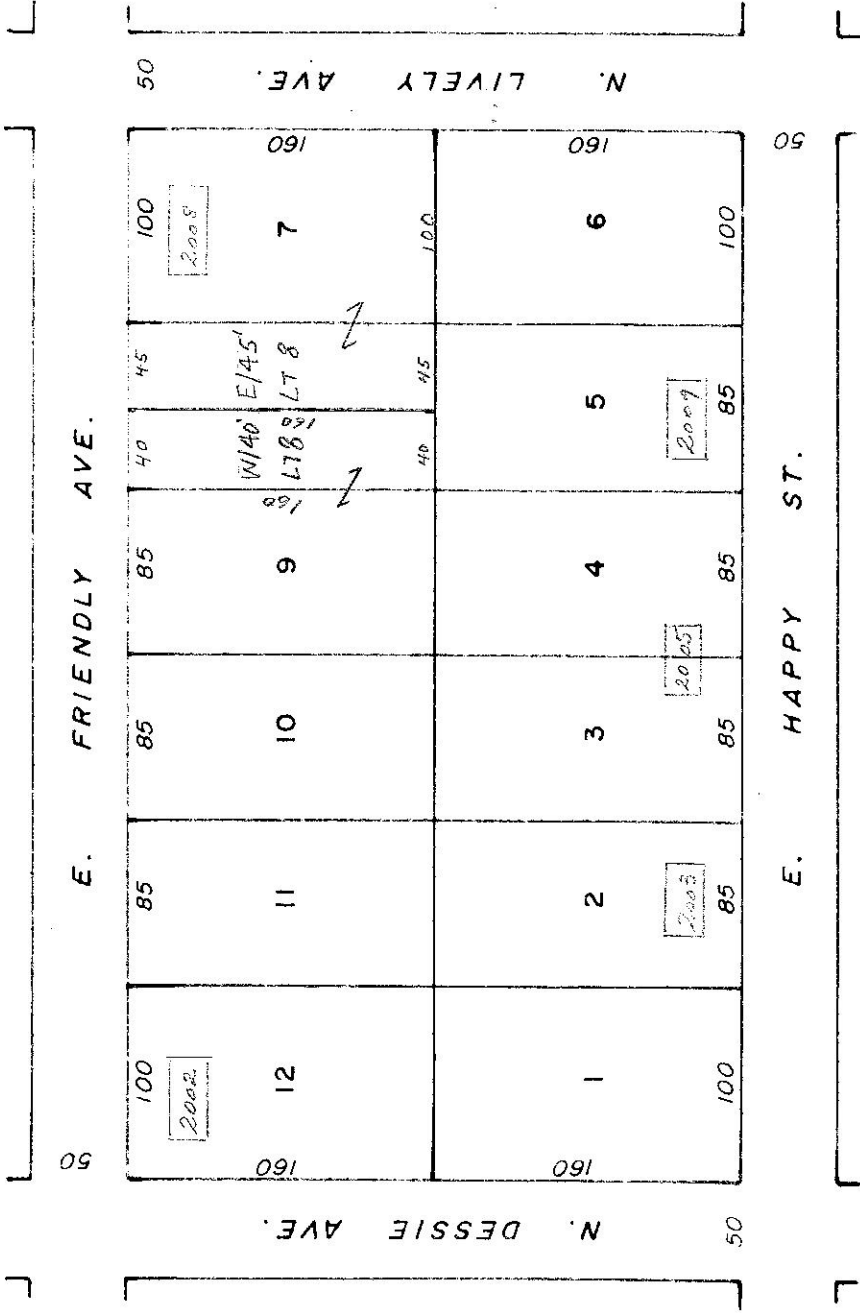 E. FRIENDLY AVE.
50
100 85 85 85 40 45 100 50
2002
2008
12 11 10 9
W/40' E/45'
LT 8 LT 8
7
160 160 160 160
40 45 100
N. DESSIE AVE.
N. LIVELY AVE.
160 160
1 2 3 4 5 6
2003 2005 2009
100 85 85 85 85 100
50 50
E. HAPPY ST.